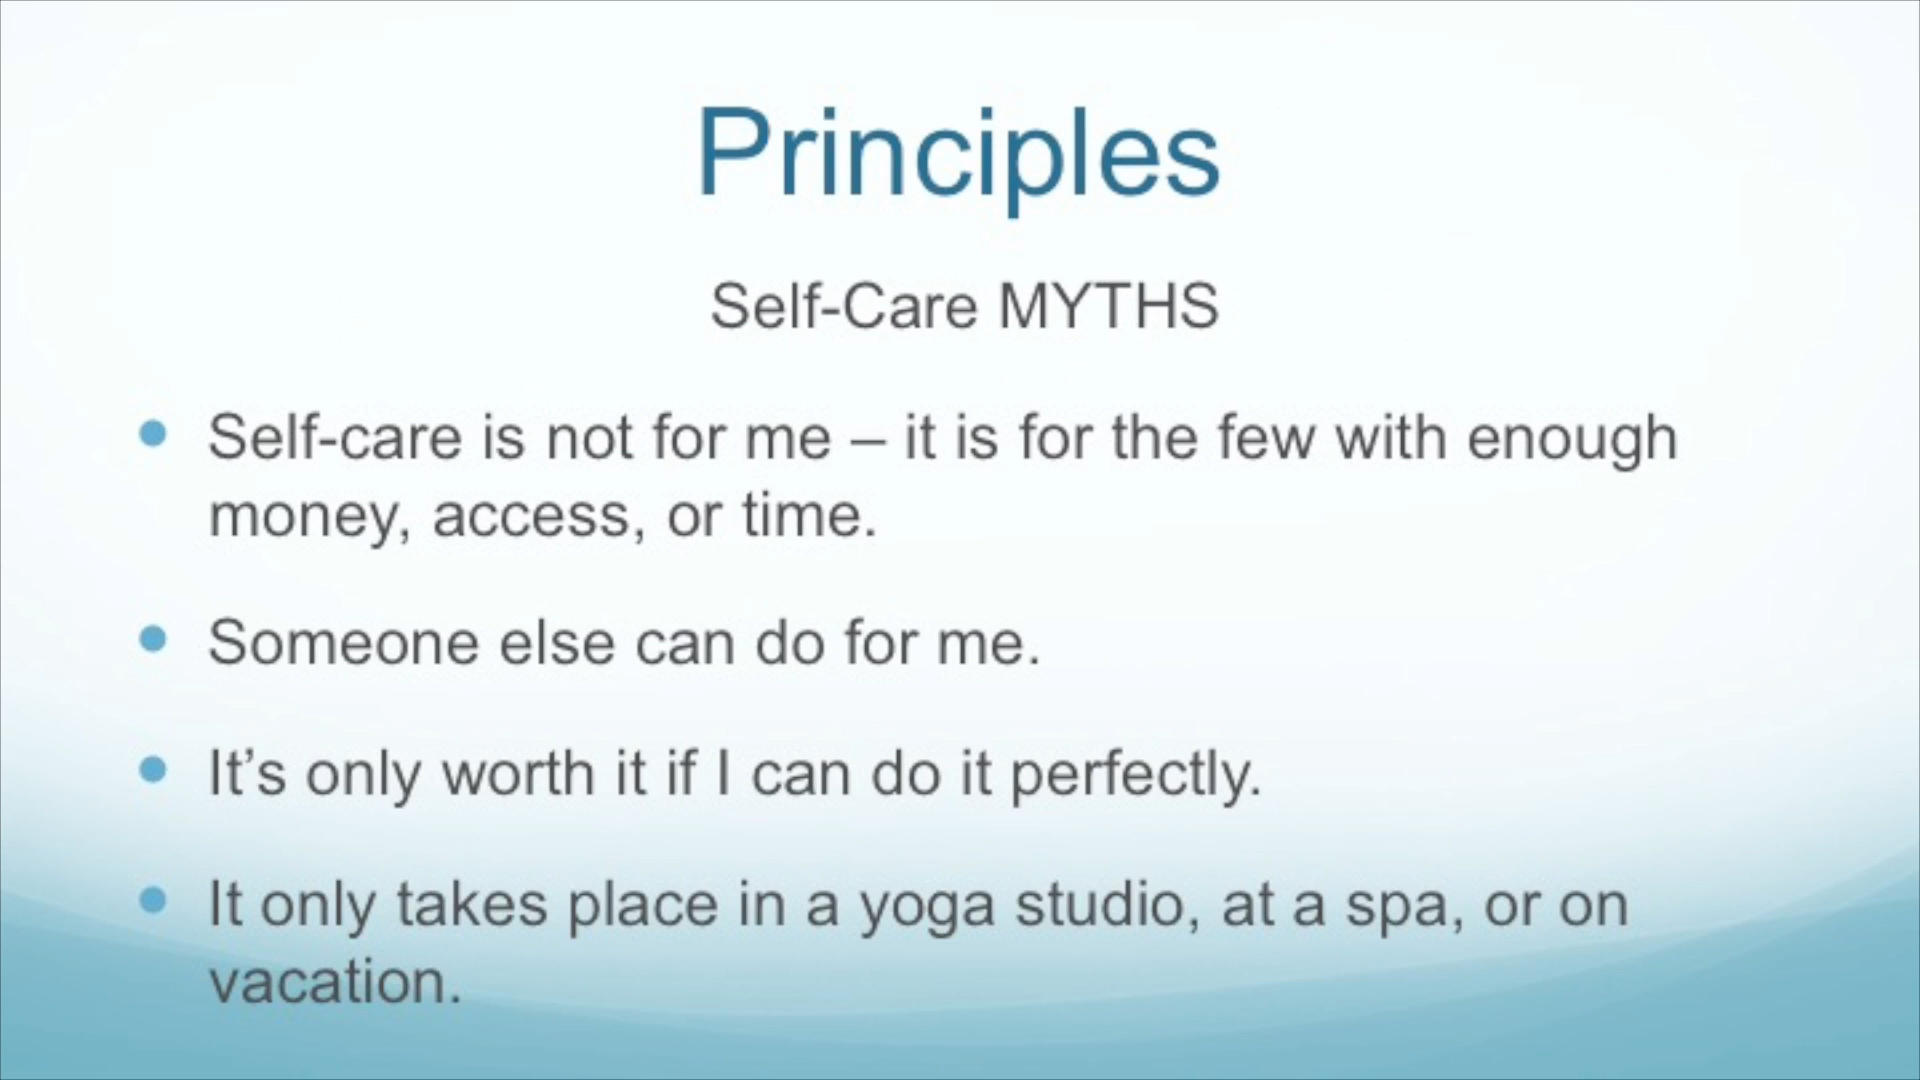 Principles
Self-Care MYTHS
Self-care is not for me – it is for the few with enough
money, access, or time.
Someone else can do for me.
It’s only worth it if I can do it perfectly.
It only takes place in a yoga studio, at a spa, or on
vacation.